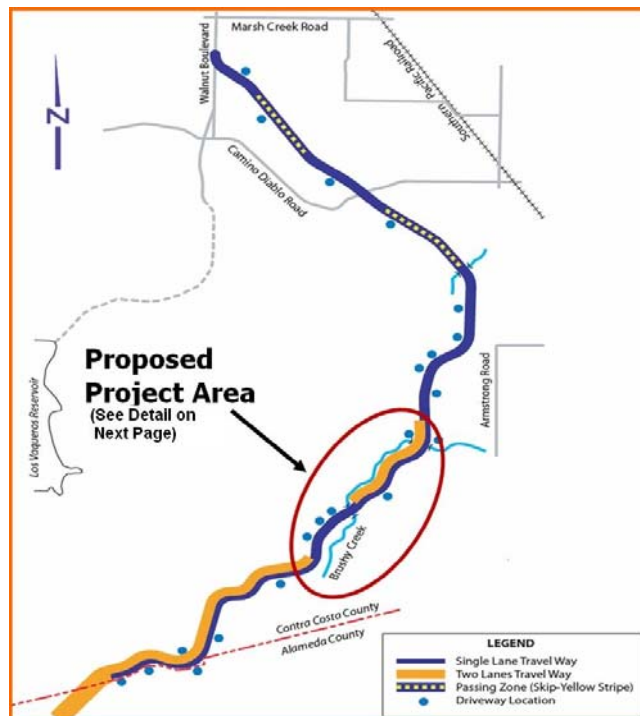 Marsh Creek Road
Walnut Boulevard
Southern
Pacific Railroad
N
Camino Diablo Road
Los Vaqueros Reservoir
Armstrong Road
Proposed
Project Area
(See Detail on
Next Page)
Brushy Creek
Contra Costa County
Alameda County
LEGEND
Single Lane Travel Way
Two Lanes Travel Way
Passing Zone (Skip-Yellow Stripe)
Driveway Location